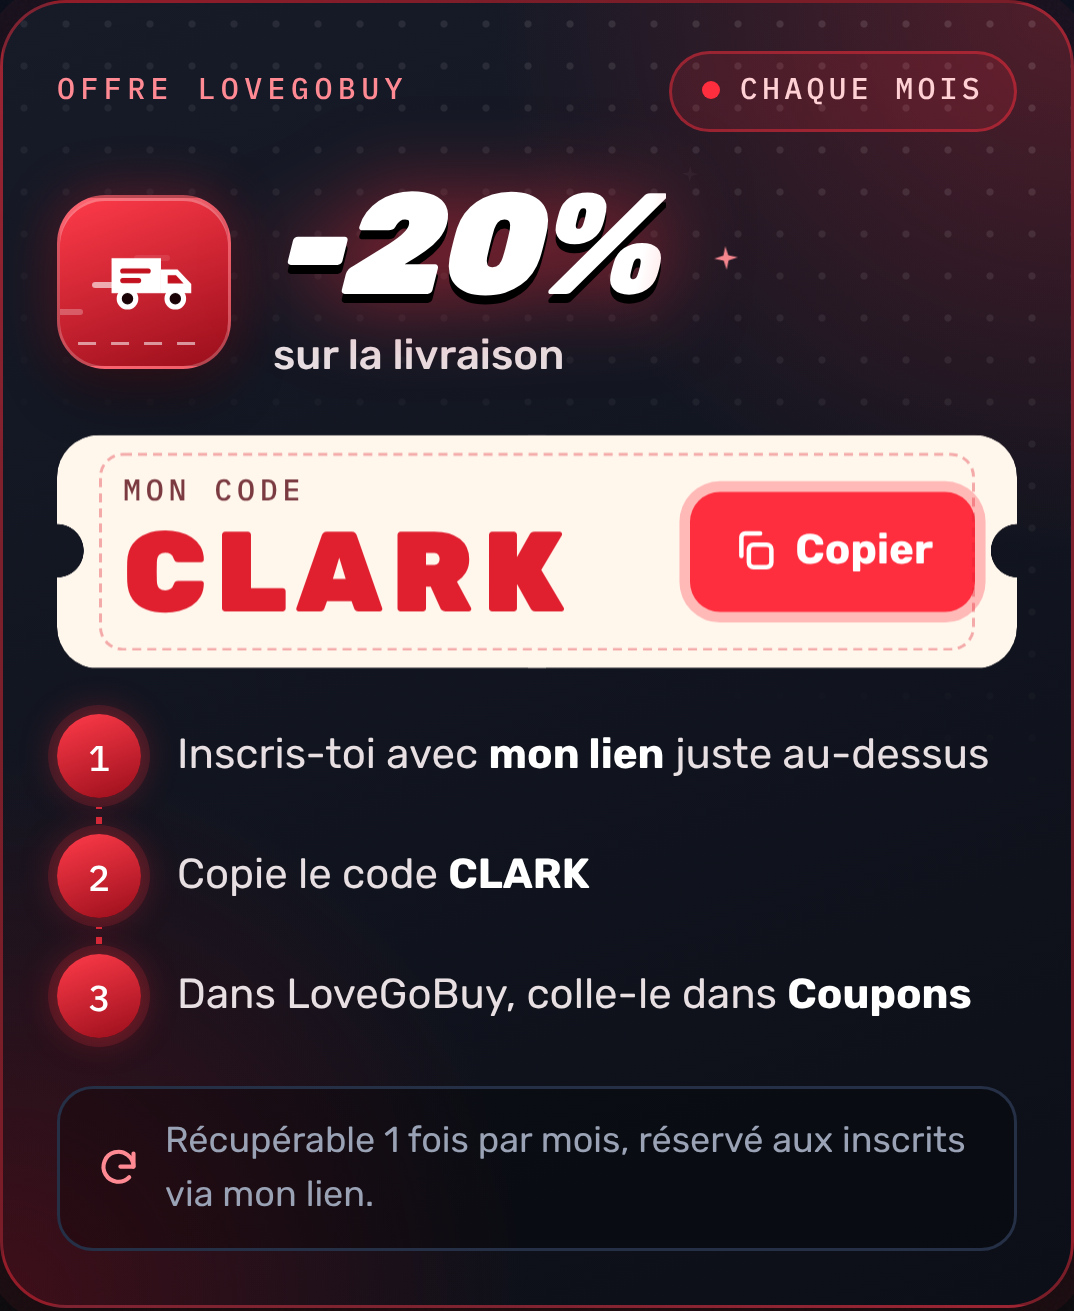 OFFRE LOVEGOBUY
CHAQUE MOIS
-20%
sur la livraison
MON CODE
CLARK
Copier
1 Inscris-toi avec mon lien juste au-dessus
2 Copie le code CLARK
3 Dans LoveGoBuy, colle-le dans Coupons
Récupérable 1 fois par mois, réservé aux inscrits
via mon lien.